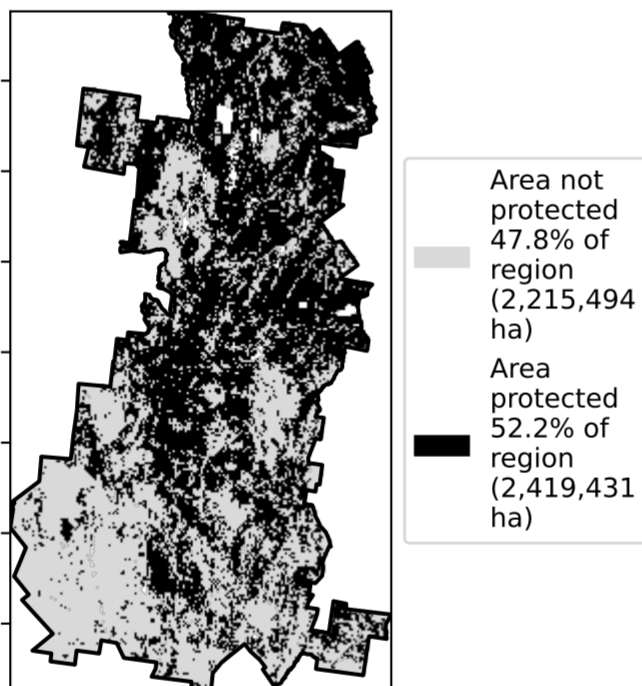 Area not
protected
47.8% of
region
(2,215,494
ha)
Area
protected
52.2% of
region
(2,419,431
ha)